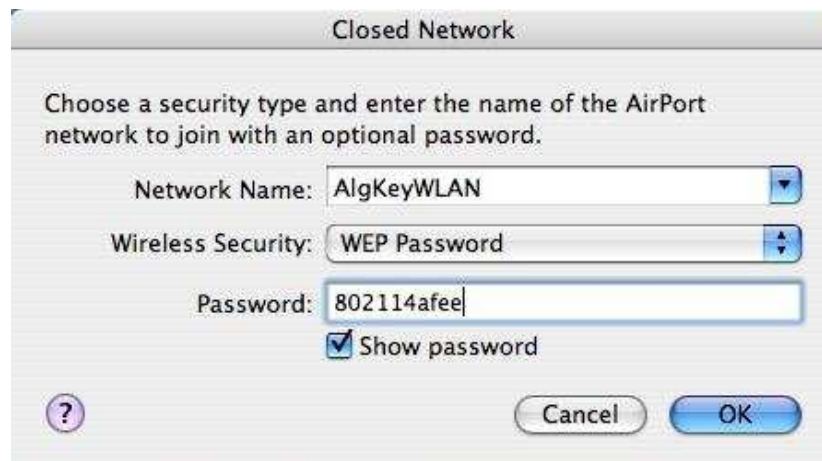 Closed Network
Choose a security type and enter the name of the AirPort
network to join with an optional password.
Network Name: AlgKeyWLAN
Wireless Security: WEP Password
Password: 802114afee
Show password
? Cancel OK